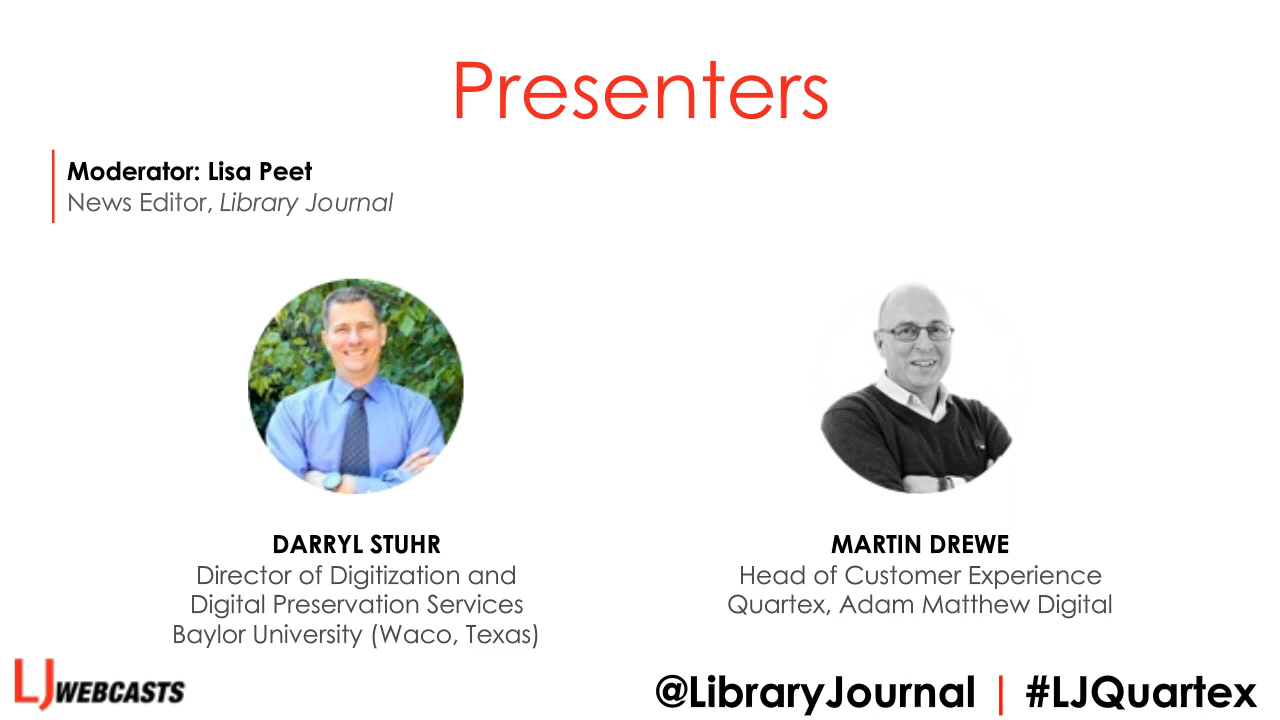 Presenters
Moderator: Lisa Peet
News Editor, Library Journal
DARRYL STUHR
Director of Digitization and
Digital Preservation Services
Baylor University (Waco, Texas)
MARTIN DREWE
Head of Customer Experience
Quartex, Adam Matthew Digital
LJ WEBCASTS
@LibraryJournal | #LJQuartex